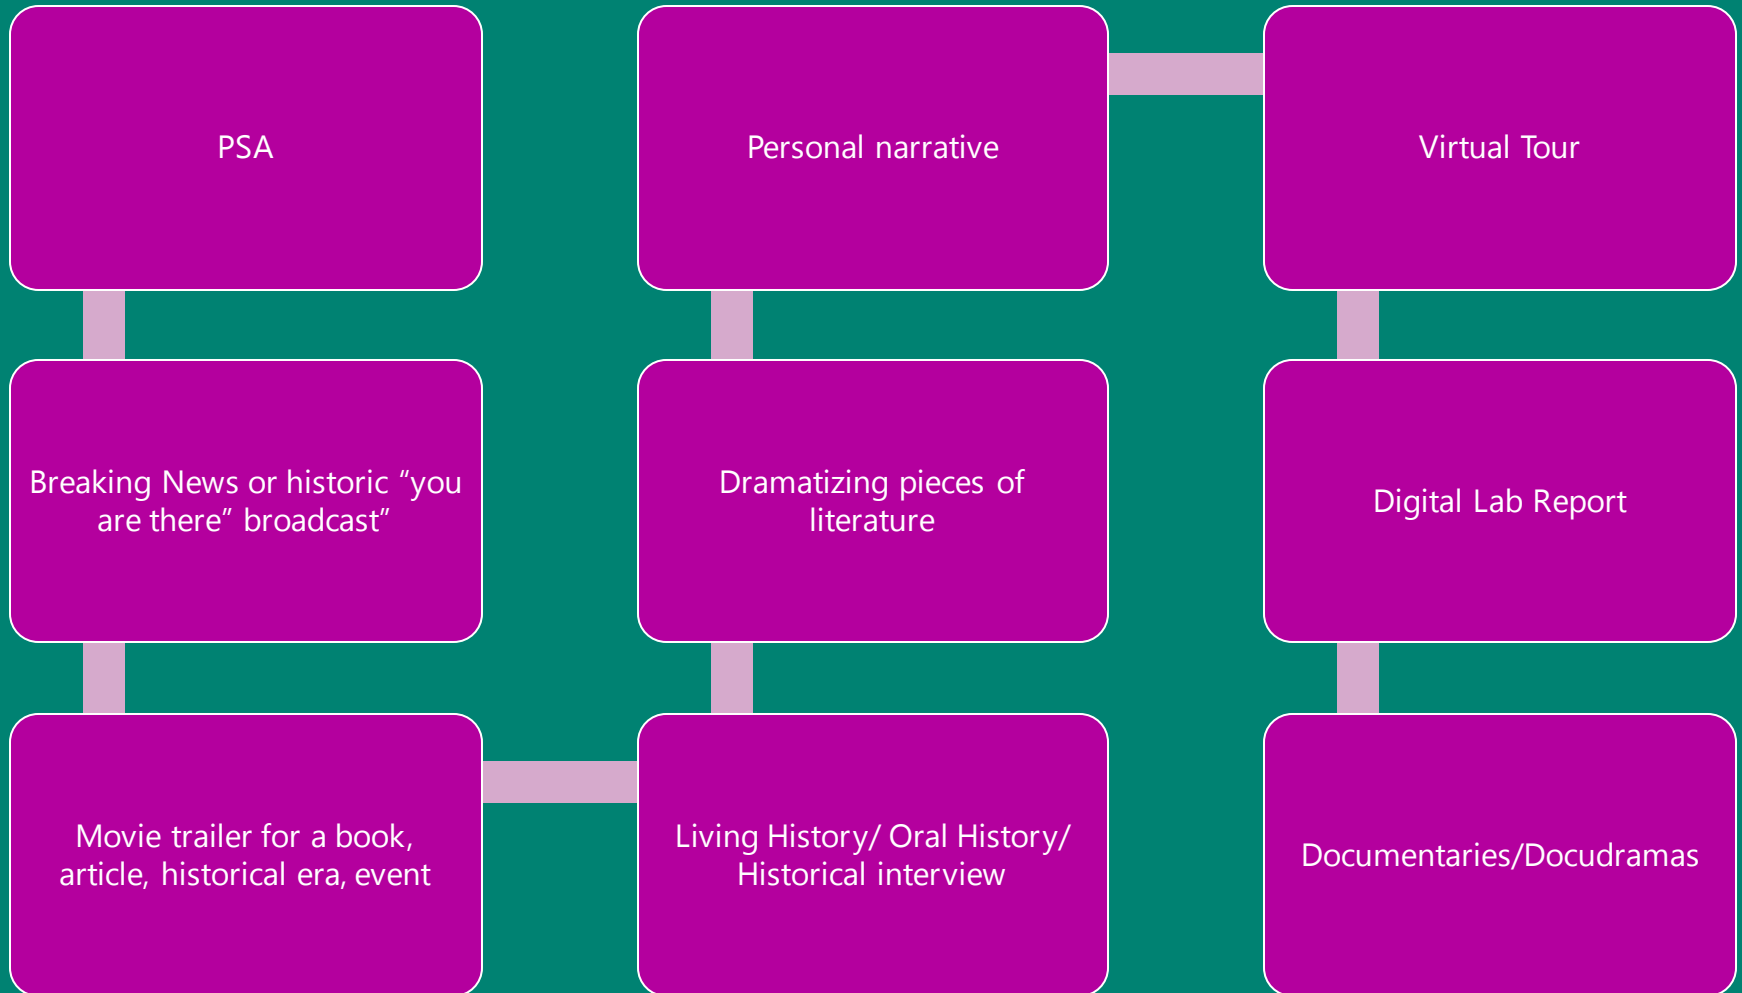 PSA
Breaking News or historic “you
are there” broadcast”
Movie trailer for a book,
article, historical era, event
Living History/ Oral History/
Historical interview
Dramatizing pieces of
literature
Personal narrative
Virtual Tour
Digital Lab Report
Documentaries/Docudramas